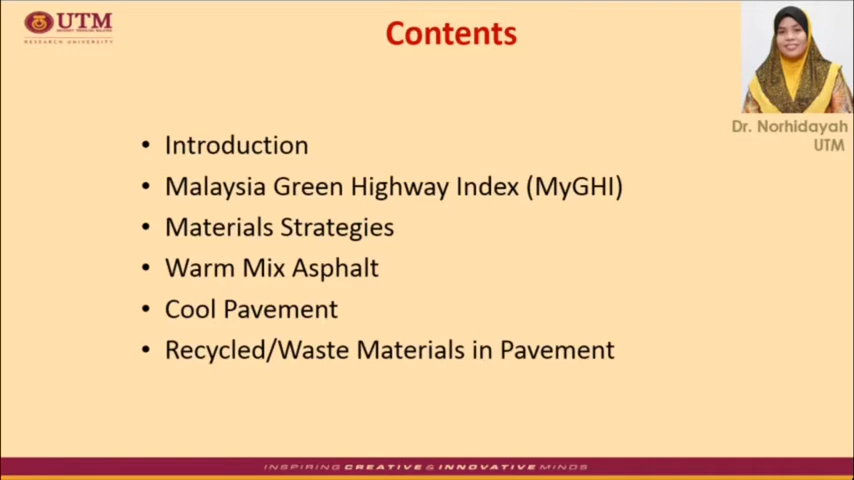 UTM
RESEARCH UNIVERSITY
Contents
Dr. Norhidayah
UTM
• Introduction
• Malaysia Green Highway Index (MyGHI)
• Materials Strategies
• Warm Mix Asphalt
• Cool Pavement
• Recycled/Waste Materials in Pavement
INSPIRING CREATIVE & INNOVATIVE MINDS